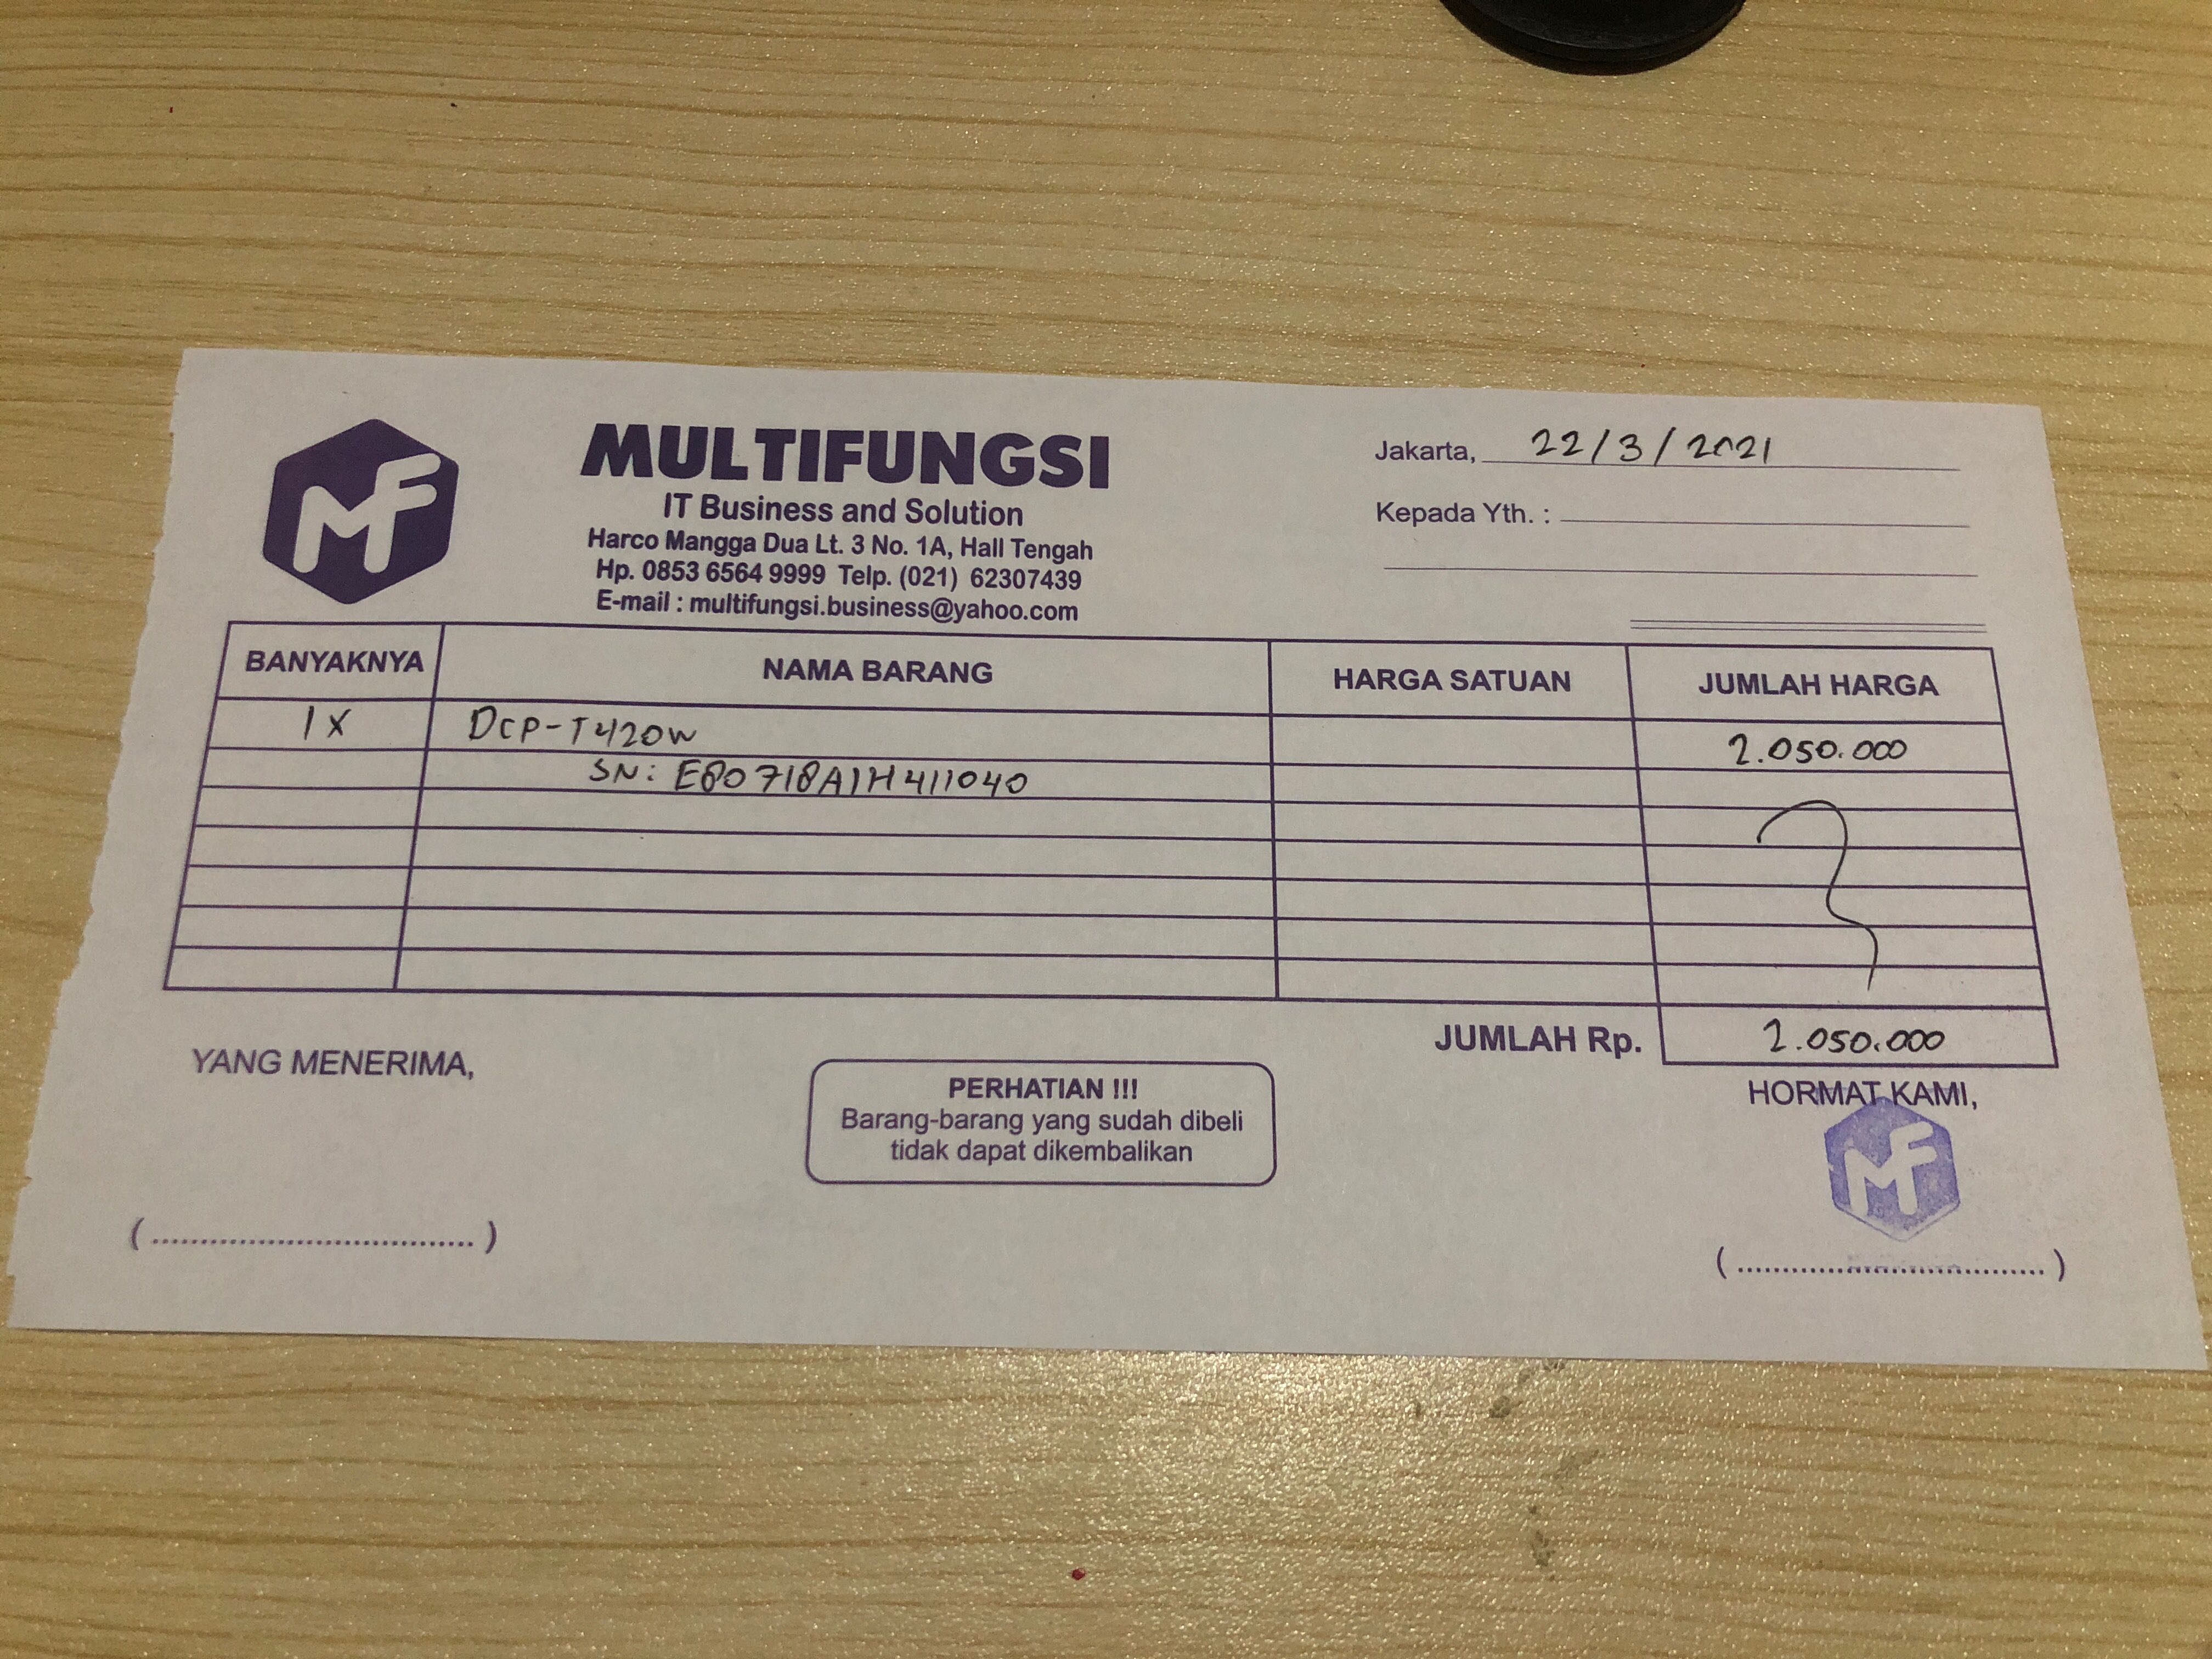 MF
MULTIFUNGSI
IT Business and Solution
Harco Mangga Dua Lt. 3 No. 1A, Hall Tengah
Hp. 0853 6564 9999 Telp. (021) 62307439
E-mail : multifungsi.business@yahoo.com
Jakarta, 22/3/2021
Kepada Yth. :
BANYAKNYA NAMA BARANG HARGA SATUAN JUMLAH HARGA
1X DCP-T420W 2.050.000
SN: E80718A1H411040
JUMLAH Rp. 2.050.000
YANG MENERIMA,
PERHATIAN !!!
Barang-barang yang sudah dibeli
tidak dapat dikembalikan
HORMAT KAMI,
MF
(.................................)
(.................................)